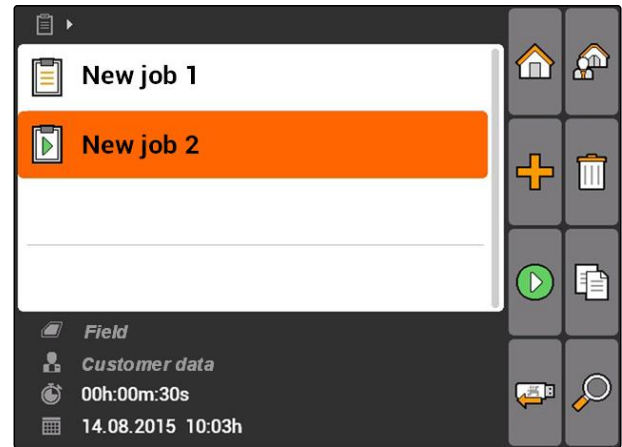 New job 1
New job 2
Field
Customer data
00h:00m:30s
14.08.2015 10:03h